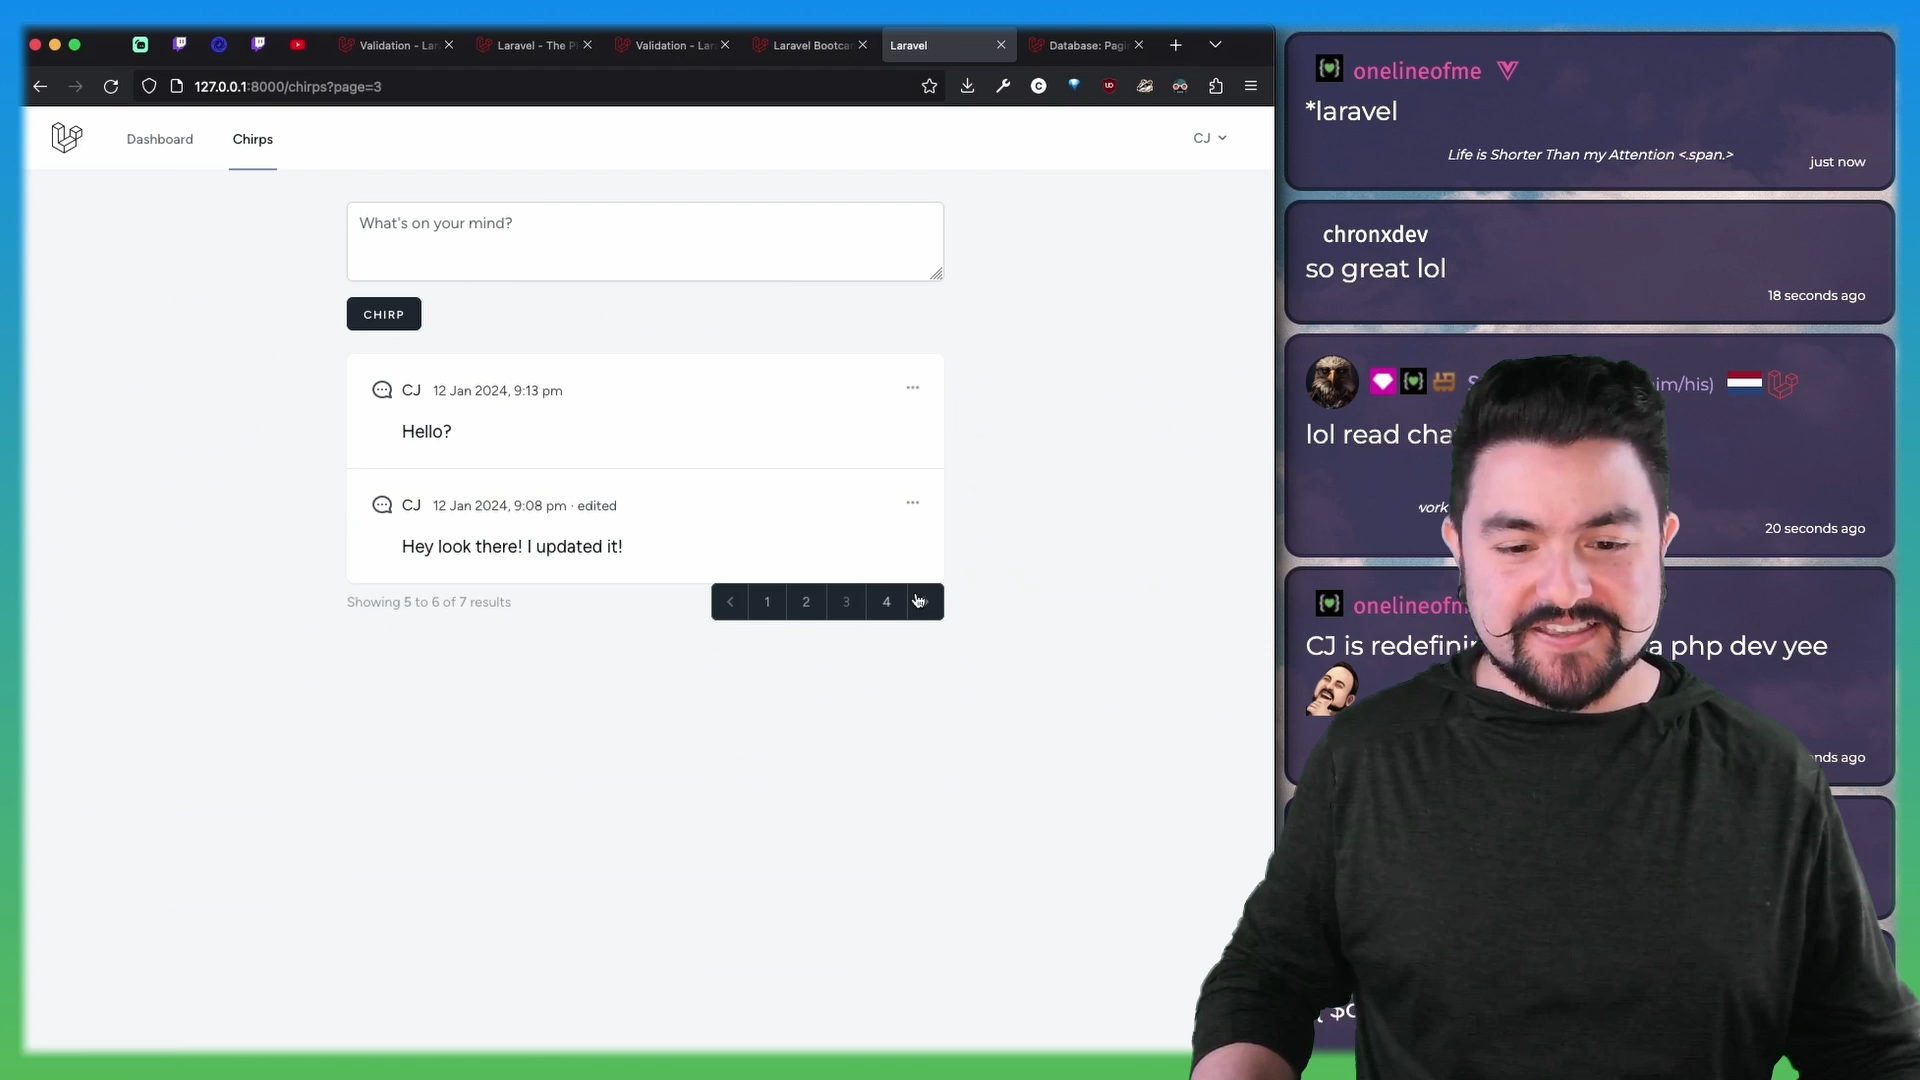 Validation - Lar
Laravel - The P
Validation - Lar
Laravel Bootca
Laravel
Database: Pagi
127.0.0.1:8000/chirps?page=3
Dashboard
Chirps
CJ
What's on your mind?
CHIRP
CJ 12 Jan 2024, 9:13 pm
Hello?
CJ 12 Jan 2024, 9:08 pm · edited
Hey look there! I updated it!
Showing 5 to 6 of 7 results
< 1 2 3 4
onelineofme
*laravel
Life is Shorter Than my Attention <.span.>
just now
chronxdev
so great lol
18 seconds ago
im/his)
lol read cha
work
20 seconds ago
onelineofm
CJ is redefini a php dev yee
nds ago